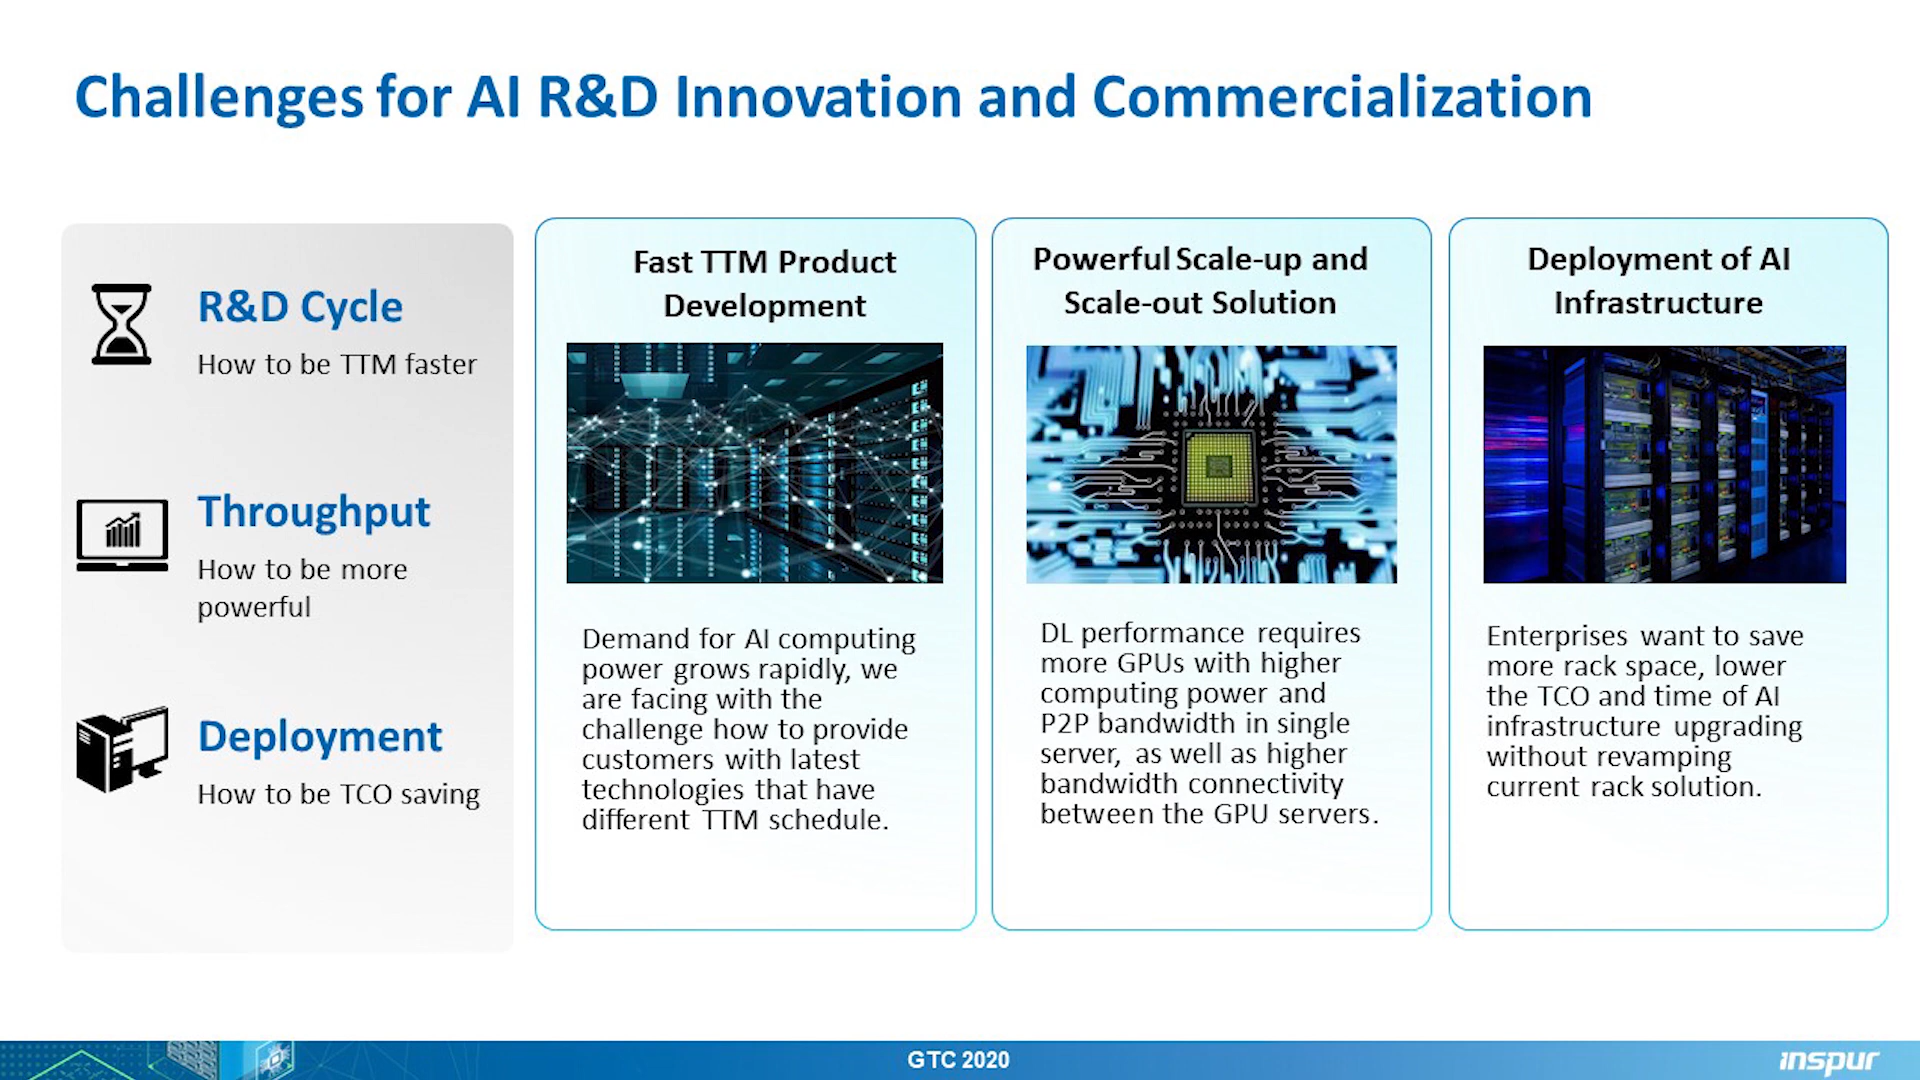 Challenges for AI R&D Innovation and Commercialization
R&D Cycle
How to be TTM faster
Throughput
How to be more
powerful
Deployment
How to be TCO saving
Fast TTM Product
Development
Demand for AI computing
power grows rapidly, we
are facing with the
challenge how to provide
customers with latest
technologies that have
different TTM schedule.
Powerful Scale-up and
Scale-out Solution
DL performance requires
more GPUs with higher
computing power and
P2P bandwidth in single
server, as well as higher
bandwidth connectivity
between the GPU servers.
Deployment of AI
Infrastructure
Enterprises want to save
more rack space, lower
the TCO and time of AI
infrastructure upgrading
without revamping
current rack solution.
GTC 2020
inspur